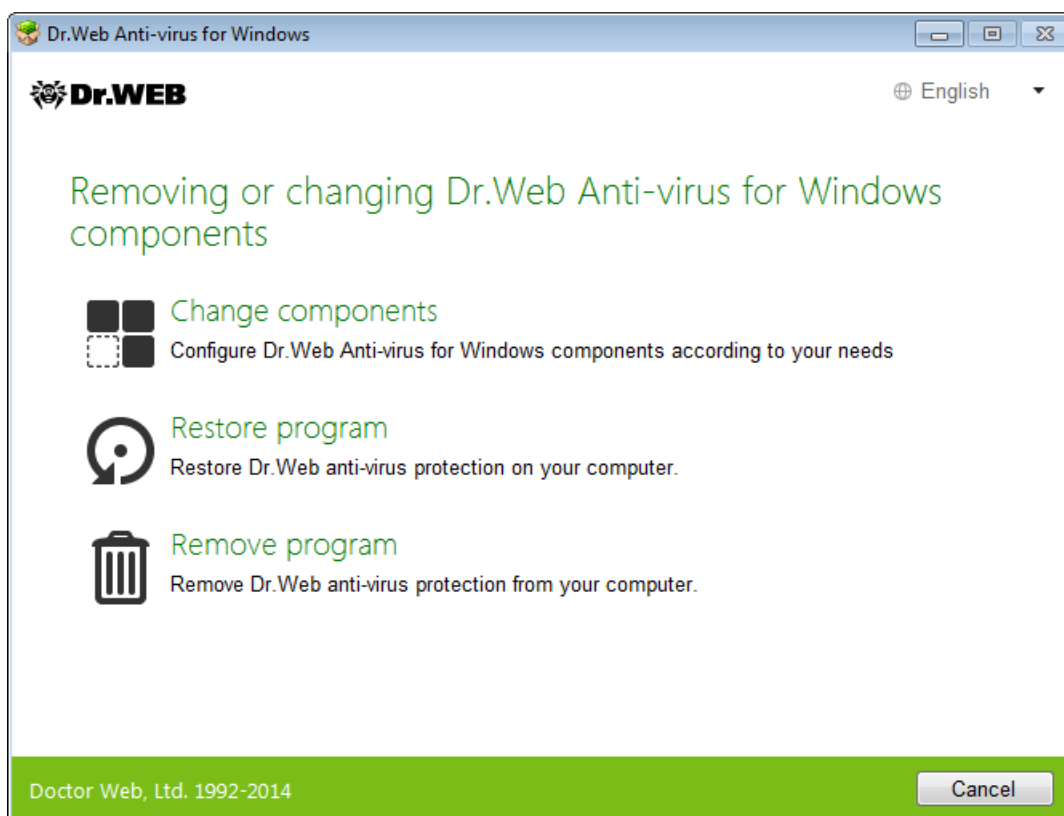 Dr.Web Anti-virus for Windows
Dr.WEB
English
Removing or changing Dr.Web Anti-virus for Windows
components
Change components
Configure Dr.Web Anti-virus for Windows components according to your needs
Restore program
Restore Dr.Web anti-virus protection on your computer.
Remove program
Remove Dr.Web anti-virus protection from your computer.
Doctor Web, Ltd. 1992-2014
Cancel